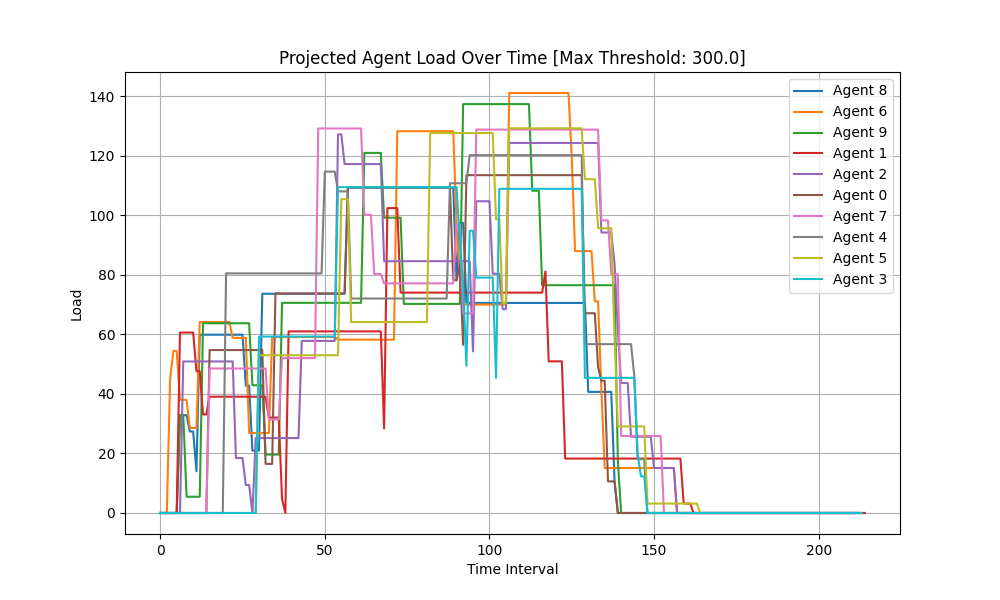 Projected Agent Load Over Time [Max Threshold: 300.0]
Load
140
120
100
80
60
40
20
0
0 50 100 150 200
Time Interval
Agent 8
Agent 6
Agent 9
Agent 1
Agent 2
Agent 0
Agent 7
Agent 4
Agent 5
Agent 3